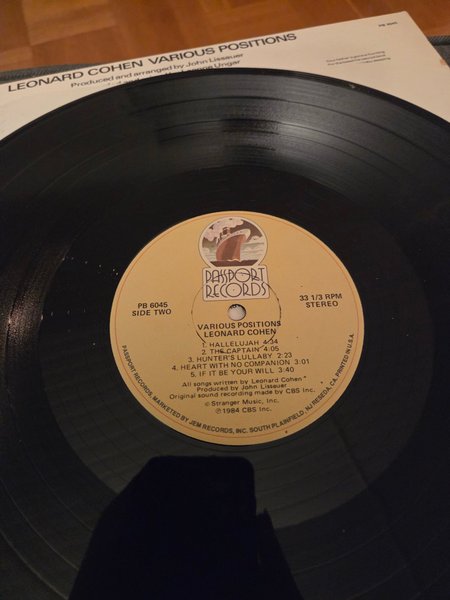 PB 6045
LEONARD COHEN VARIOUS POSITIONS
Produced and arranged by John Lissauer
Leanne Ungar
PASSPORT
RECORDS
PB 6045
SIDE TWO
33 1/3 RPM
STEREO
VARIOUS POSITIONS
LEONARD COHEN
1. HALLELUJAH 4:34
2. THE CAPTAIN 4:05
3. HUNTER'S LULLABY 2:23
4. HEART WITH NO COMPANION 3:01
5. IF IT BE YOUR WILL 3:40
All songs written by Leonard Cohen
Produced by John Lissauer
Original sound recording made by CBS Inc.
© Stranger Music, Inc.
℗ 1984 CBS Inc.
PASSPORT RECORDS, MARKETED BY JEM RECORDS, INC. SOUTH PLAINFIELD, NJ RESEDA, CA. PRINTED IN U.S.A.